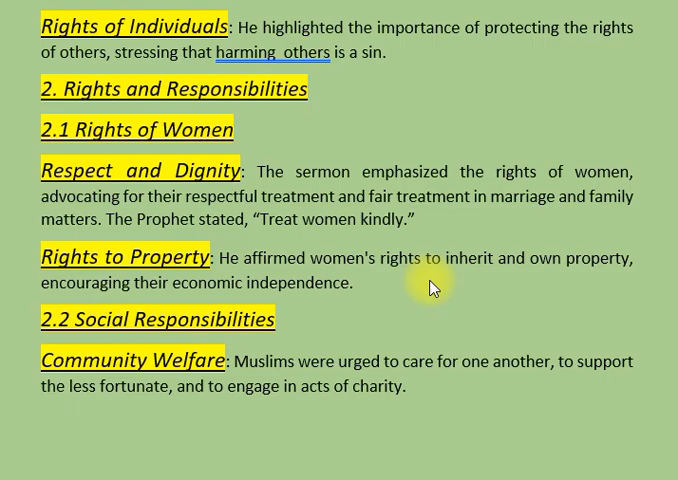 Rights of Individuals: He highlighted the importance of protecting the rights
of others, stressing that harming  others is a sin.
2. Rights and Responsibilities
2.1 Rights of Women
Respect and Dignity: The sermon emphasized the rights of women,
advocating for their respectful treatment and fair treatment in marriage and family
matters. The Prophet stated, “Treat women kindly.”
Rights to Property: He affirmed women's rights to inherit and own property,
encouraging their economic independence.
2.2 Social Responsibilities
Community Welfare: Muslims were urged to care for one another, to support
the less fortunate, and to engage in acts of charity.